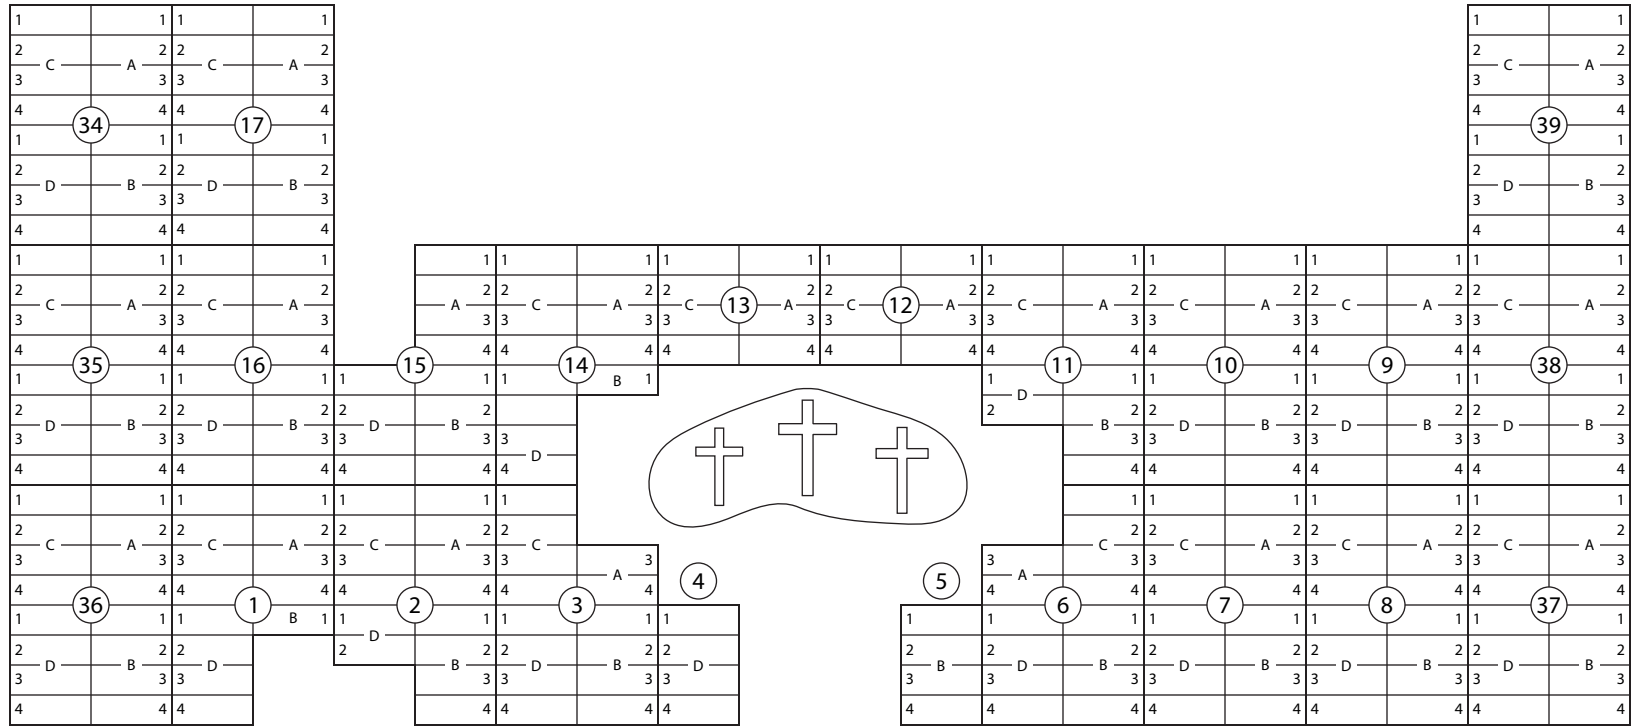 1 1 1 1 1 1
2 2 2 2 2 2
C A C A C A
3 3 3 3 3 3
4 4 4 4 4 4
34 17 39
1 1 1 1 1 1
2 2 2 2 2 2
D B D B D B
3 3 3 3 3 3
4 4 4 4 4 4
1 1 1 1 1 1 1 1 1 1 1 1 1 1 1 1 1 1 1
2 2 2 2 2 2 2 2 2 2 2 2 2 2 2 2 2 2 2
C A C A A C A C 13 A C 12 A C A C A C A C A
3 3 3 3 3 3 3 3 3 3 3 3 3 3 3 3 3 3 3
4 4 4 4 4 4 4 4 4 4 4 4 4 4 4 4 4 4 4
35 16 15 14 11 10 9 38
1 1 1 1 1 1 1 B 1 1 1 1 1 1 1 1 1
D
2 2 2 2 2 2 2 2 2 2 2 2 2 2
D B D B D B B D B D B D B
3 3 3 3 3 3 3 3 3 3 3 3 3 3
D
4 4 4 4 4 4 4 4 4 4 4 4 4 4
1 1 1 1 1 1 1 1 1 1 1 1 1 1
2 2 2 2 2 2 2 2 2 2 2 2 2 2
C A C A C A C C C A C A C A
3 3 3 3 3 3 3 3 3 3 3 3 3 3 3 3
A 4 5 A
4 4 4 4 4 4 4 4 4 4 4 4 4 4 4 4
36 1 2 3 6 7 8 37
1 1 1 B 1 1 1 1 1 1 1 1 1 1 1 1 1 1 1
D
2 2 2 2 2 2 2 2 2 2 2 2 2 2 2 2 2
D B D B D B D B D B D B D B D B
3 3 3 3 3 3 3 3 3 3 3 3 3 3 3 3
4 4 4 4 4 4 4 4 4 4 4 4 4 4 4 4